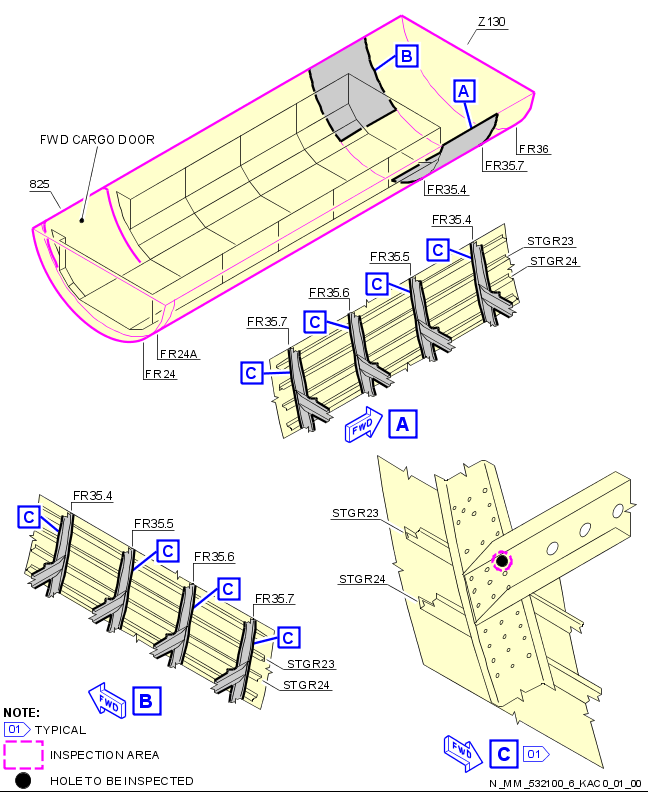 Z130
B
A
FWD CARGO DOOR
FR36
FR35.7
825
FR35.4
FR24A
FR24
FR35.4
STGR23
C
FR35.5
STGR24
C
FR35.6
C
FR35.7
C
FWD
A
FR35.4
C
FR35.5
C
FR35.6
C
FR35.7
C
STGR23
STGR24
FWD
B
STGR23
STGR24
FWD
C
01
NOTE:
01 TYPICAL
INSPECTION AREA
HOLE TO BE INSPECTED
N_MM_532100_6_KAC0_01_00